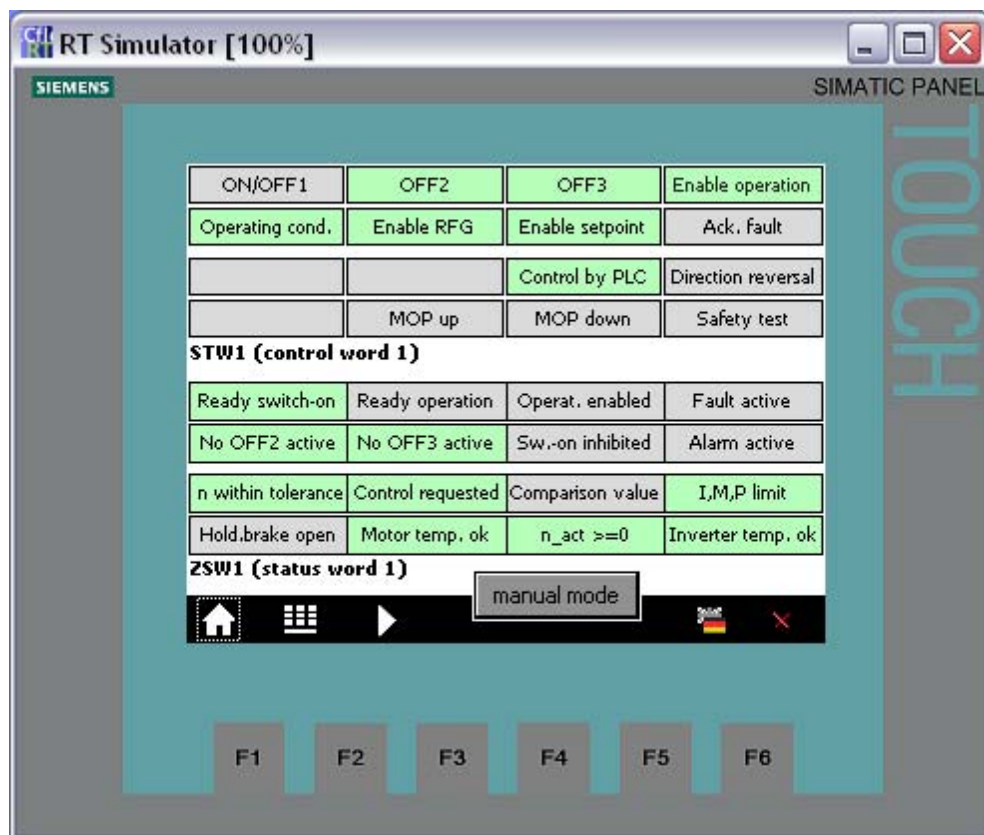 RT Simulator [100%]
SIEMENS
SIMATIC PANEL
TOUCH
ON/OFF1 OFF2 OFF3 Enable operation
Operating cond. Enable RFG Enable setpoint Ack. fault
Control by PLC Direction reversal
MOP up MOP down Safety test
STW1 (control word 1)
Ready switch-on Ready operation Operat. enabled Fault active
No OFF2 active No OFF3 active Sw.-on inhibited Alarm active
n within tolerance Control requested Comparison value I,M,P limit
Hold.brake open Motor temp. ok n_act >=0 Inverter temp. ok
ZSW1 (status word 1)
manual mode
F1 F2 F3 F4 F5 F6